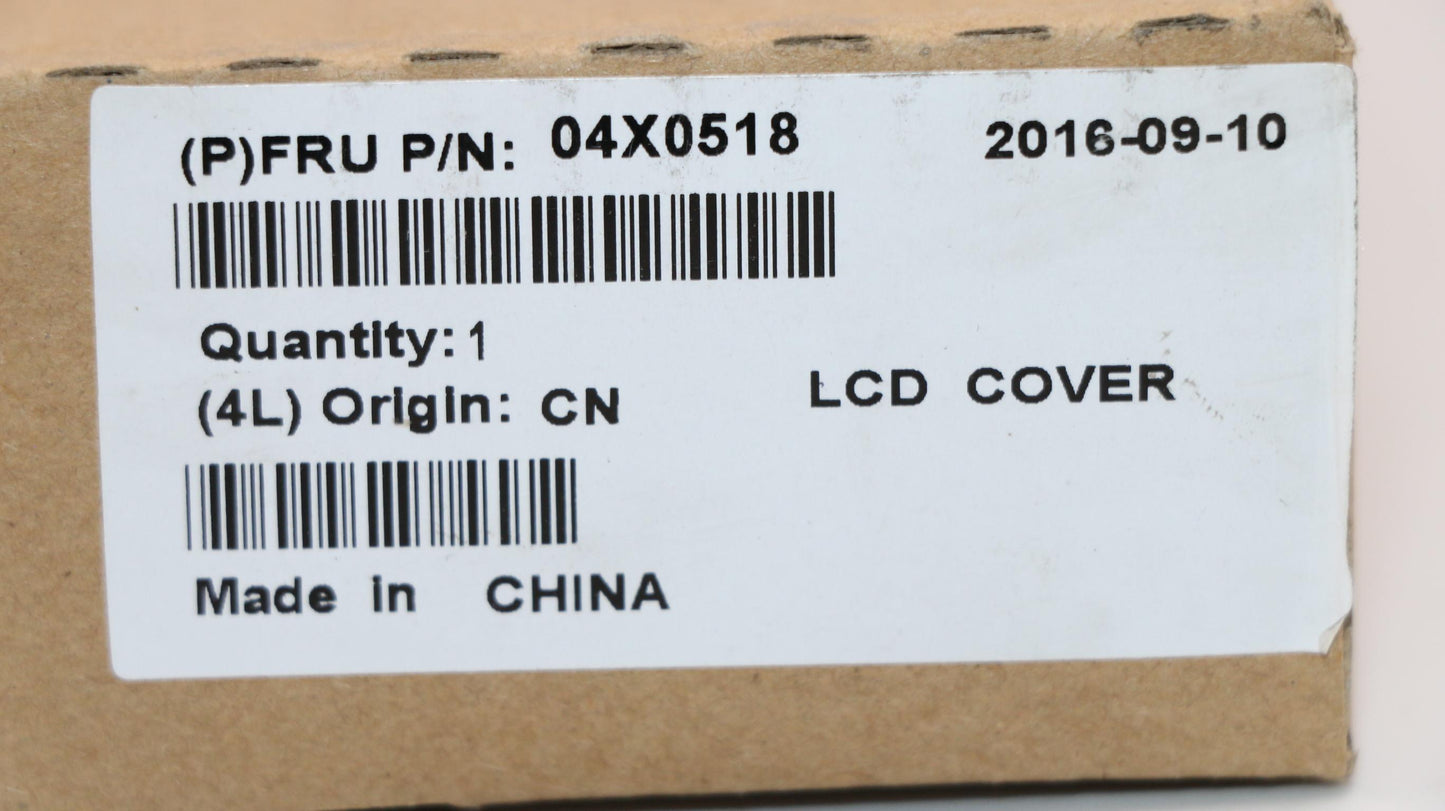 (P)FRU P/N: 04X0518 2016-09-10
Quantity: 1
(4L) Origin: CN LCD COVER
Made in CHINA